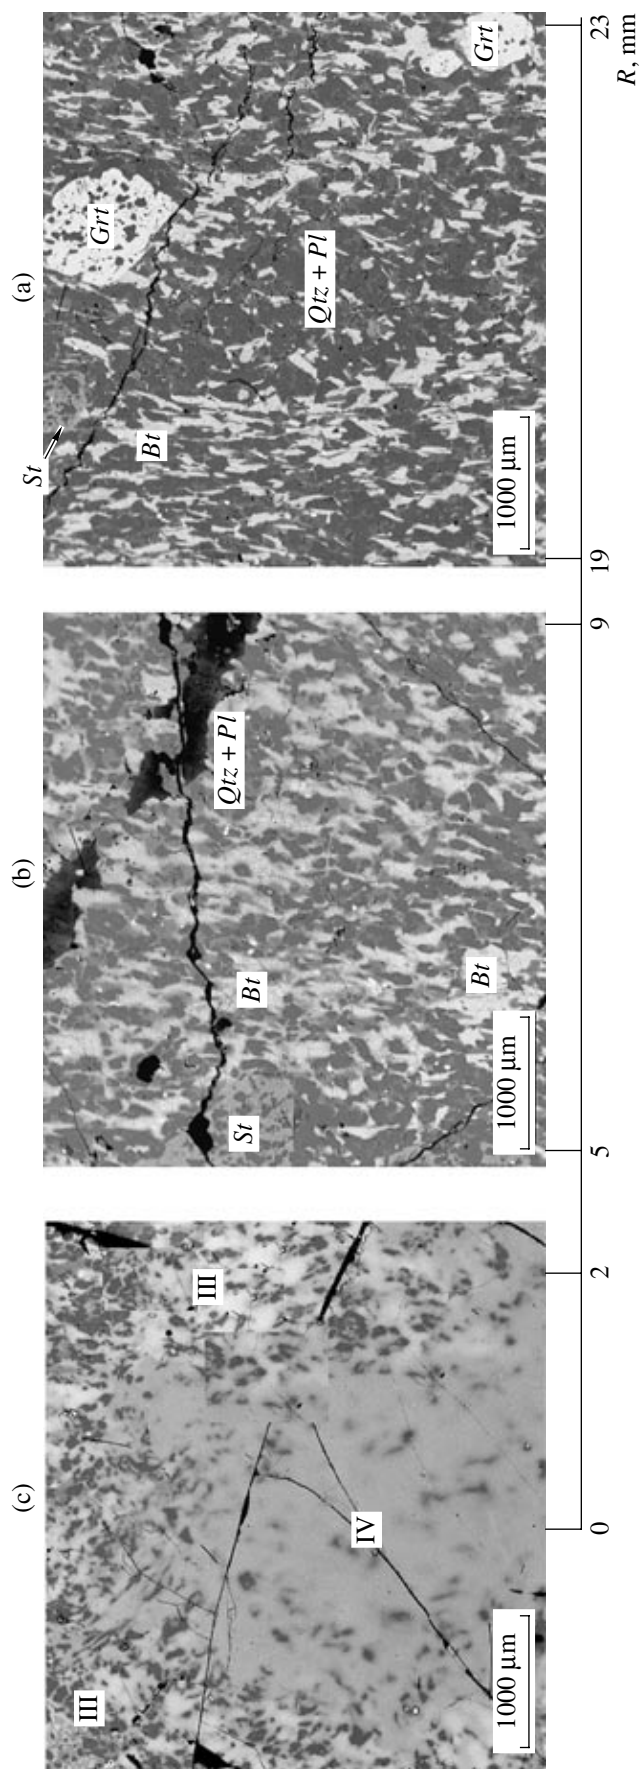 (c)
III
III
IV
1000 µm
(b)
Qtz + Pl
Bt
St
Bt
1000 µm
(a)
Grt
Grt
St
Bt
Qtz + Pl
1000 µm
0
2
5
9
19
23
R, mm